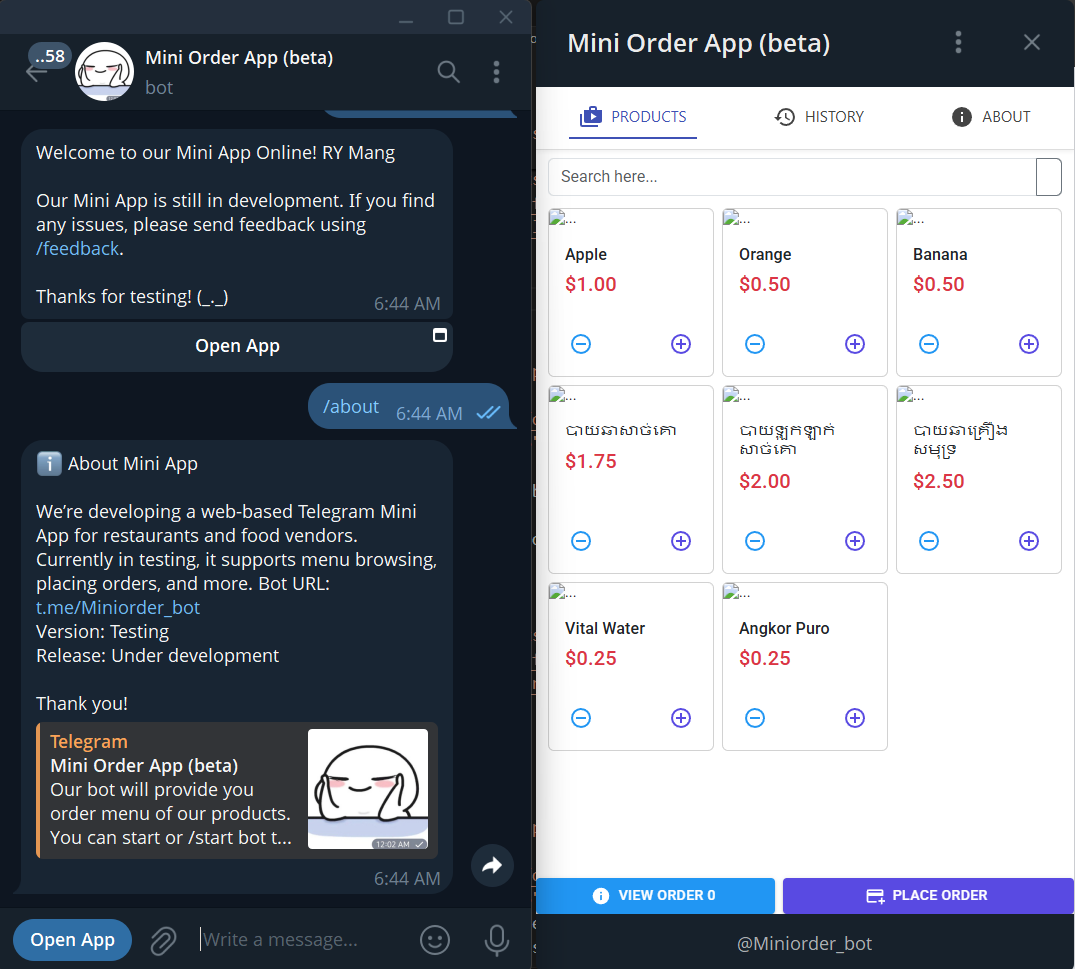 ..58
Mini Order App (beta)
bot
Welcome to our Mini App Online! RY Mang
Our Mini App is still in development. If you find
any issues, please send feedback using
/feedback.
Thanks for testing! (_._)
6:44 AM
Open App
/about
6:44 AM
About Mini App
We’re developing a web-based Telegram Mini
App for restaurants and food vendors.
Currently in testing, it supports menu browsing,
placing orders, and more. Bot URL:
t.me/Miniorder_bot
Version: Testing
Release: Under development
Thank you!
Telegram
Mini Order App (beta)
Our bot will provide you
order menu of our products.
You can start or /start bot t...
12:02 AM
6:44 AM
Open App
Write a message...
Mini Order App (beta)
PRODUCTS
HISTORY
ABOUT
Search here...
...
Apple
$1.00
...
Orange
$0.50
...
Banana
$0.50
...
បាយឆាសាច់គោ
$1.75
...
បាយឡុកឡាក់
សាច់គោ
$2.00
...
បាយឆាគ្រឿង
សមុទ្រ
$2.50
...
Vital Water
$0.25
...
Angkor Puro
$0.25
VIEW ORDER 0
PLACE ORDER
@Miniorder_bot